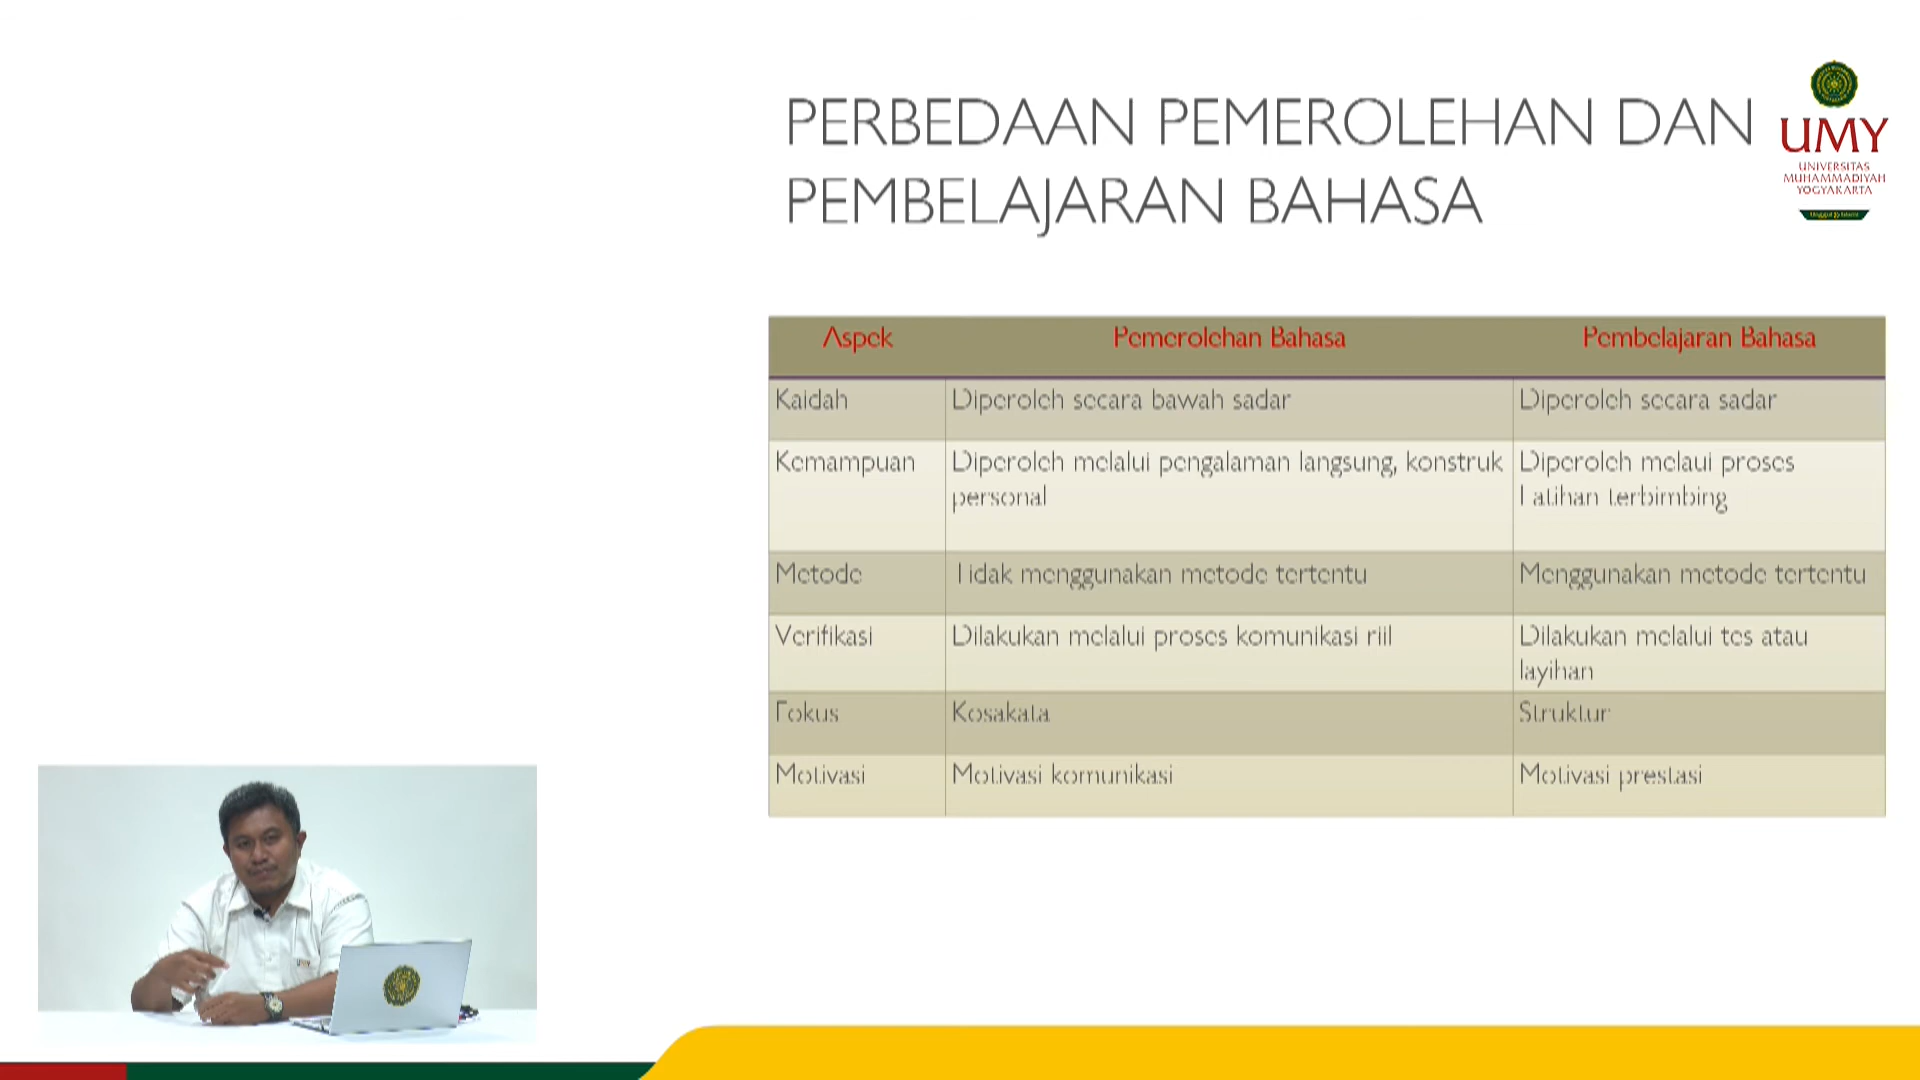 PERBEDAAN PEMEROLEHAN DAN
PEMBELAJARAN BAHASA
UMY
UNIVERSITAS
MUHAMMADIYAH
YOGYAKARTA
Aspek Pemerolehan Bahasa Pembelajaran Bahasa
Kaidah Diperoleh secara bawah sadar Diperoleh secara sadar
Kemampuan Diperoleh melalui pengalaman langsung, konstruk personal Diperoleh melaui proses Latihan terbimbing
Metode Tidak menggunakan metode tertentu Menggunakan metode tertentu
Verifikasi Dilakukan melalui proses komunikasi riil Dilakukan melalui tes atau layihan
Fokus Kosakata Struktur
Motivasi Motivasi komunikasi Motivasi prestasi